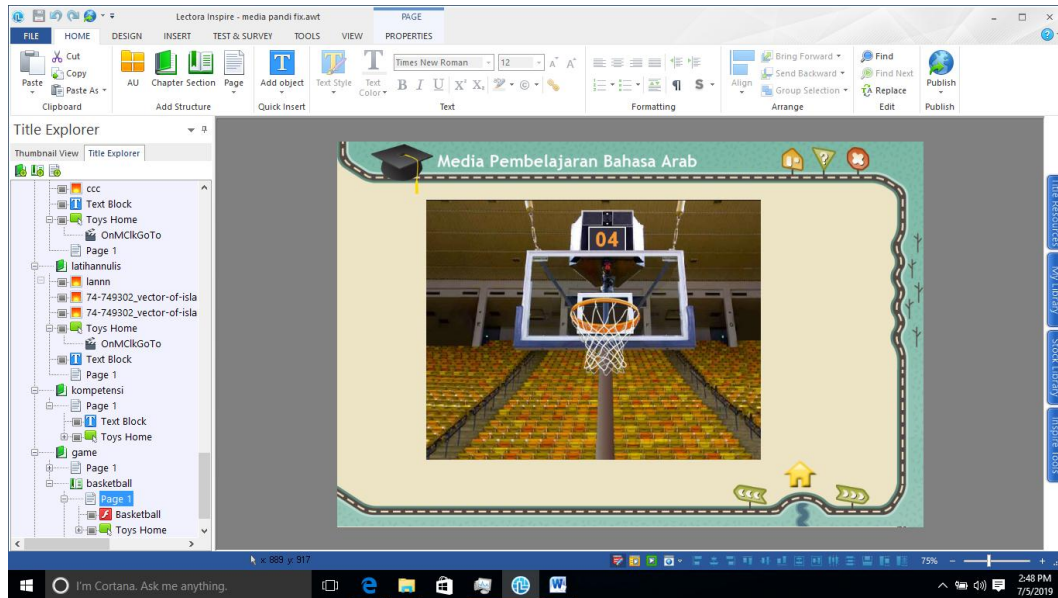 Lectora Inspire - media pandi fix.awt
PAGE
FILE HOME DESIGN INSERT TEST & SURVEY TOOLS VIEW PROPERTIES
Cut
Copy
Paste
Paste As
Clipboard
AU Chapter Section Page
Add Structure
Add object
Quick Insert
Text Style
Text Color
Times New Roman 12
B I U X² X₂
Text
Formatting
Align
Bring Forward
Send Backward
Group Selection
Arrange
Find
Find Next
Replace
Edit
Publish
Publish
Title Explorer
Thumbnail View Title Explorer
ccc
Text Block
Toys Home
OnMClkGoTo
Page 1
latihannulis
lannn
74-749302_vector-of-isla
74-749302_vector-of-isla
Toys Home
OnMClkGoTo
Text Block
Page 1
kompetensi
Page 1
Text Block
Toys Home
game
Page 1
basketball
Page 1
Basketball
Toys Home
Media Pembelajaran Bahasa Arab
?
04
Title Resources
My Library
Stock Library
Inspire Tools
x: 889 y: 917
75%
I'm Cortana. Ask me anything.
2:48 PM
7/5/2019